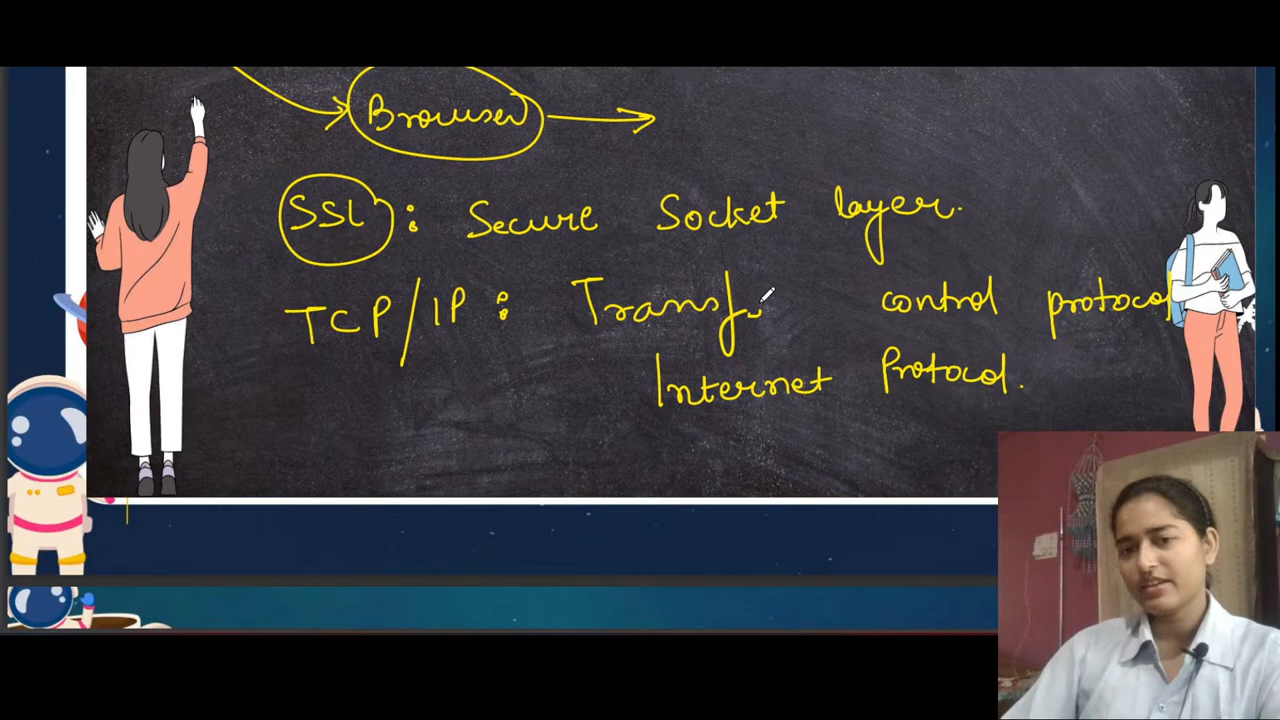 Browser
SSL : Secure Socket layer.
TCP/IP : Transf control protocol
Internet Protocol.